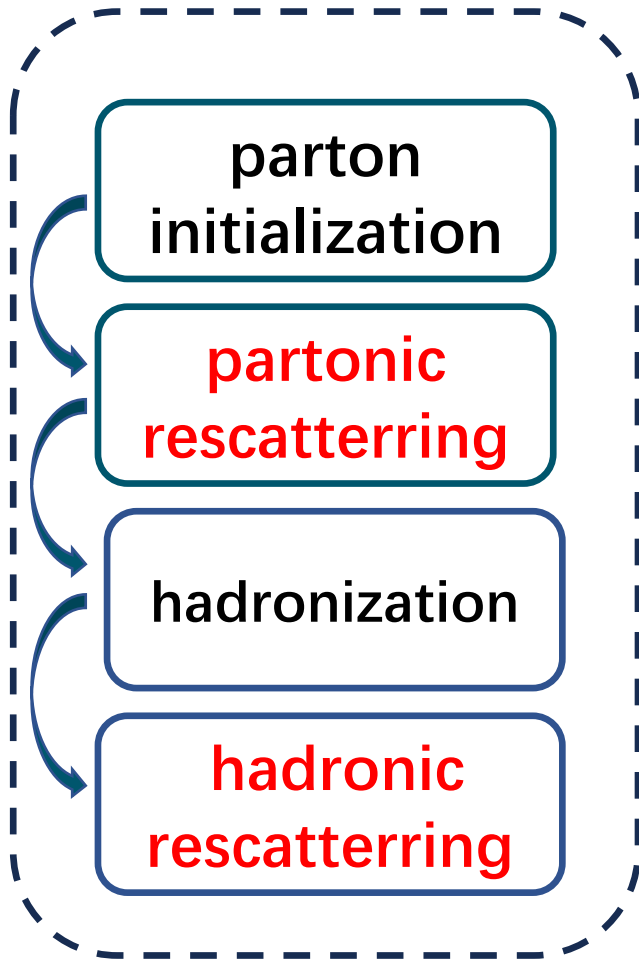 parton
initialization
partonic
rescatterring
hadronization
hadronic
rescatterring